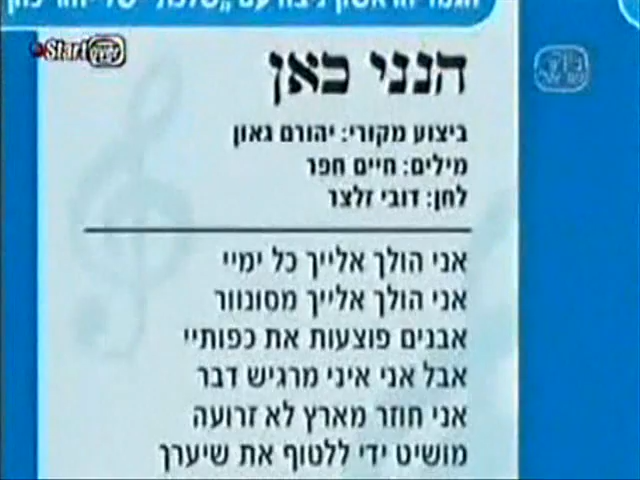 Start
הנני כאן
ביצוע מקורי: יהורם גאון
מילים: חיים חפר
לחן: דובי זלצר
אני הולך אלייך כל ימיי
אני הולך אלייך מסונוור
אבנים פוצעות את כפותיי
אבל אני איני מרגיש דבר
אני חוזר מארץ לא זרועה
מושיט ידי ללטוף את שיערך